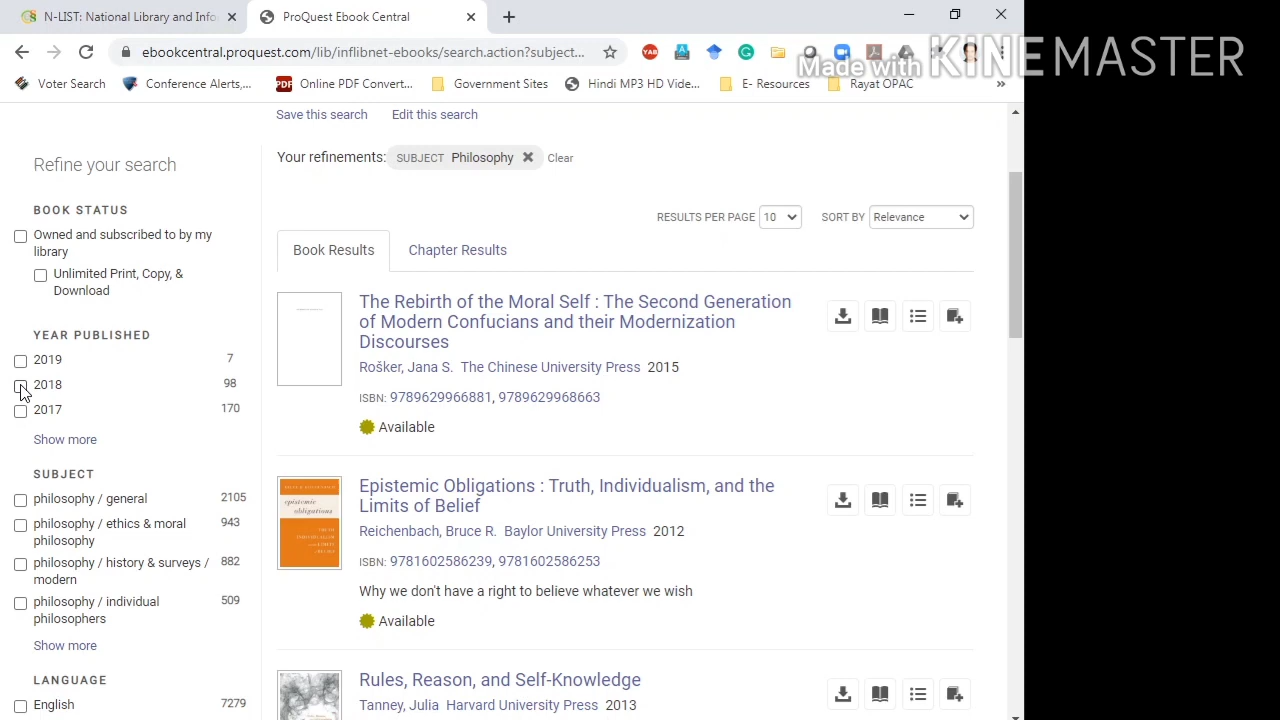 N-LIST: National Library and Info
ProQuest Ebook Central
ebookcentral.proquest.com/lib/inflibnet-ebooks/search.action?subject...
Made with KINEMASTER
Voter Search
Conference Alerts,...
Online PDF Convert...
Government Sites
Hindi MP3 HD Vide...
E- Resources
Rayat OPAC
Save this search Edit this search
Your refinements: SUBJECT Philosophy Clear
Refine your search
BOOK STATUS
Owned and subscribed to by my
library
Unlimited Print, Copy, &
Download
YEAR PUBLISHED
2019 7
2018 98
2017 170
Show more
SUBJECT
philosophy / general 2105
philosophy / ethics & moral 943
philosophy
philosophy / history & surveys / 882
modern
philosophy / individual 509
philosophers
Show more
LANGUAGE
English 7279
RESULTS PER PAGE 10 SORT BY Relevance
Book Results Chapter Results
The Rebirth of the Moral Self : The Second Generation
of Modern Confucians and their Modernization
Discourses
Rošker, Jana S. The Chinese University Press 2015
ISBN: 9789629966881, 9789629968663
Available
Epistemic Obligations : Truth, Individualism, and the
Limits of Belief
Reichenbach, Bruce R. Baylor University Press 2012
ISBN: 9781602586239, 9781602586253
Why we don't have a right to believe whatever we wish
Available
epistemic
obligations
Rules, Reason, and Self-Knowledge
Tanney, Julia Harvard University Press 2013